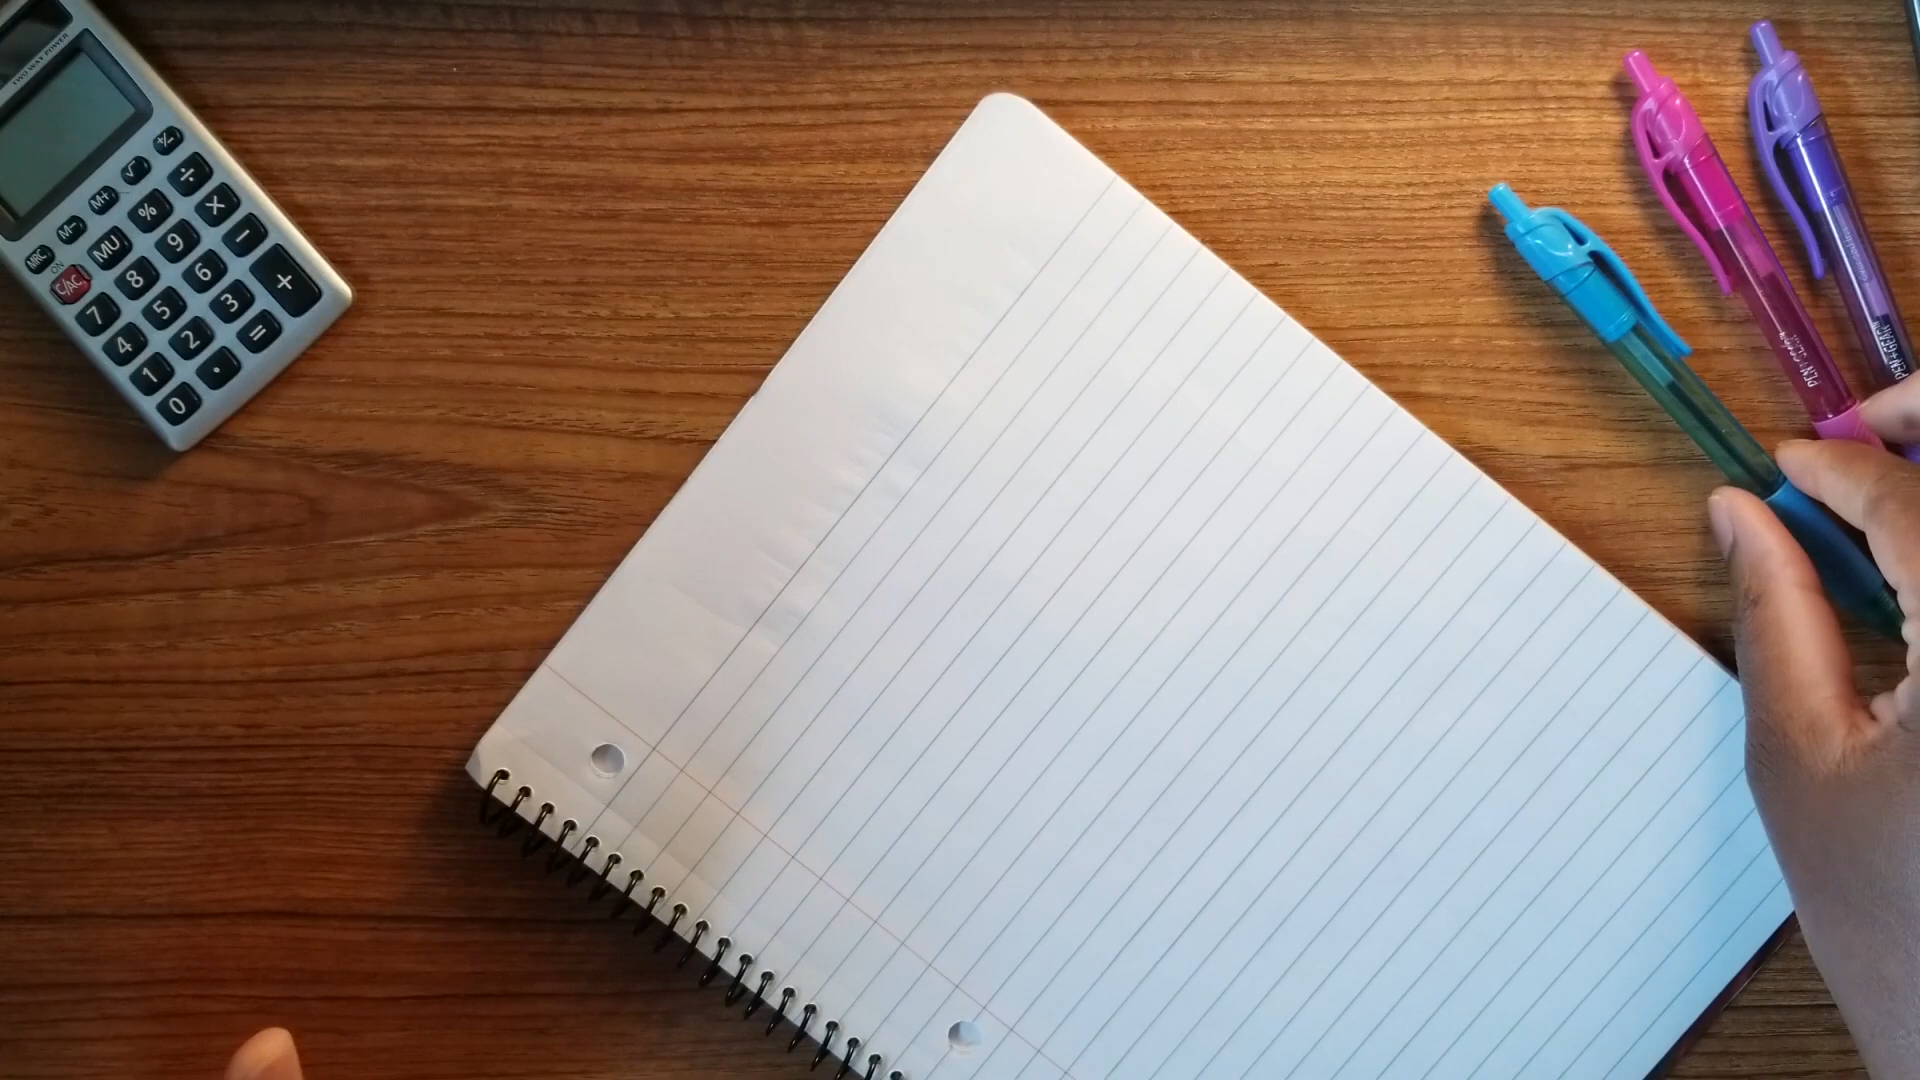 TWO WAY POWER
+/-
√
÷
M+
%
×
M-
MU
9
−
MRC
ON
C/AC
8
6
+
7
5
3
4
2
=
1
.
0
PEN+GEAR
PEN+GEAR